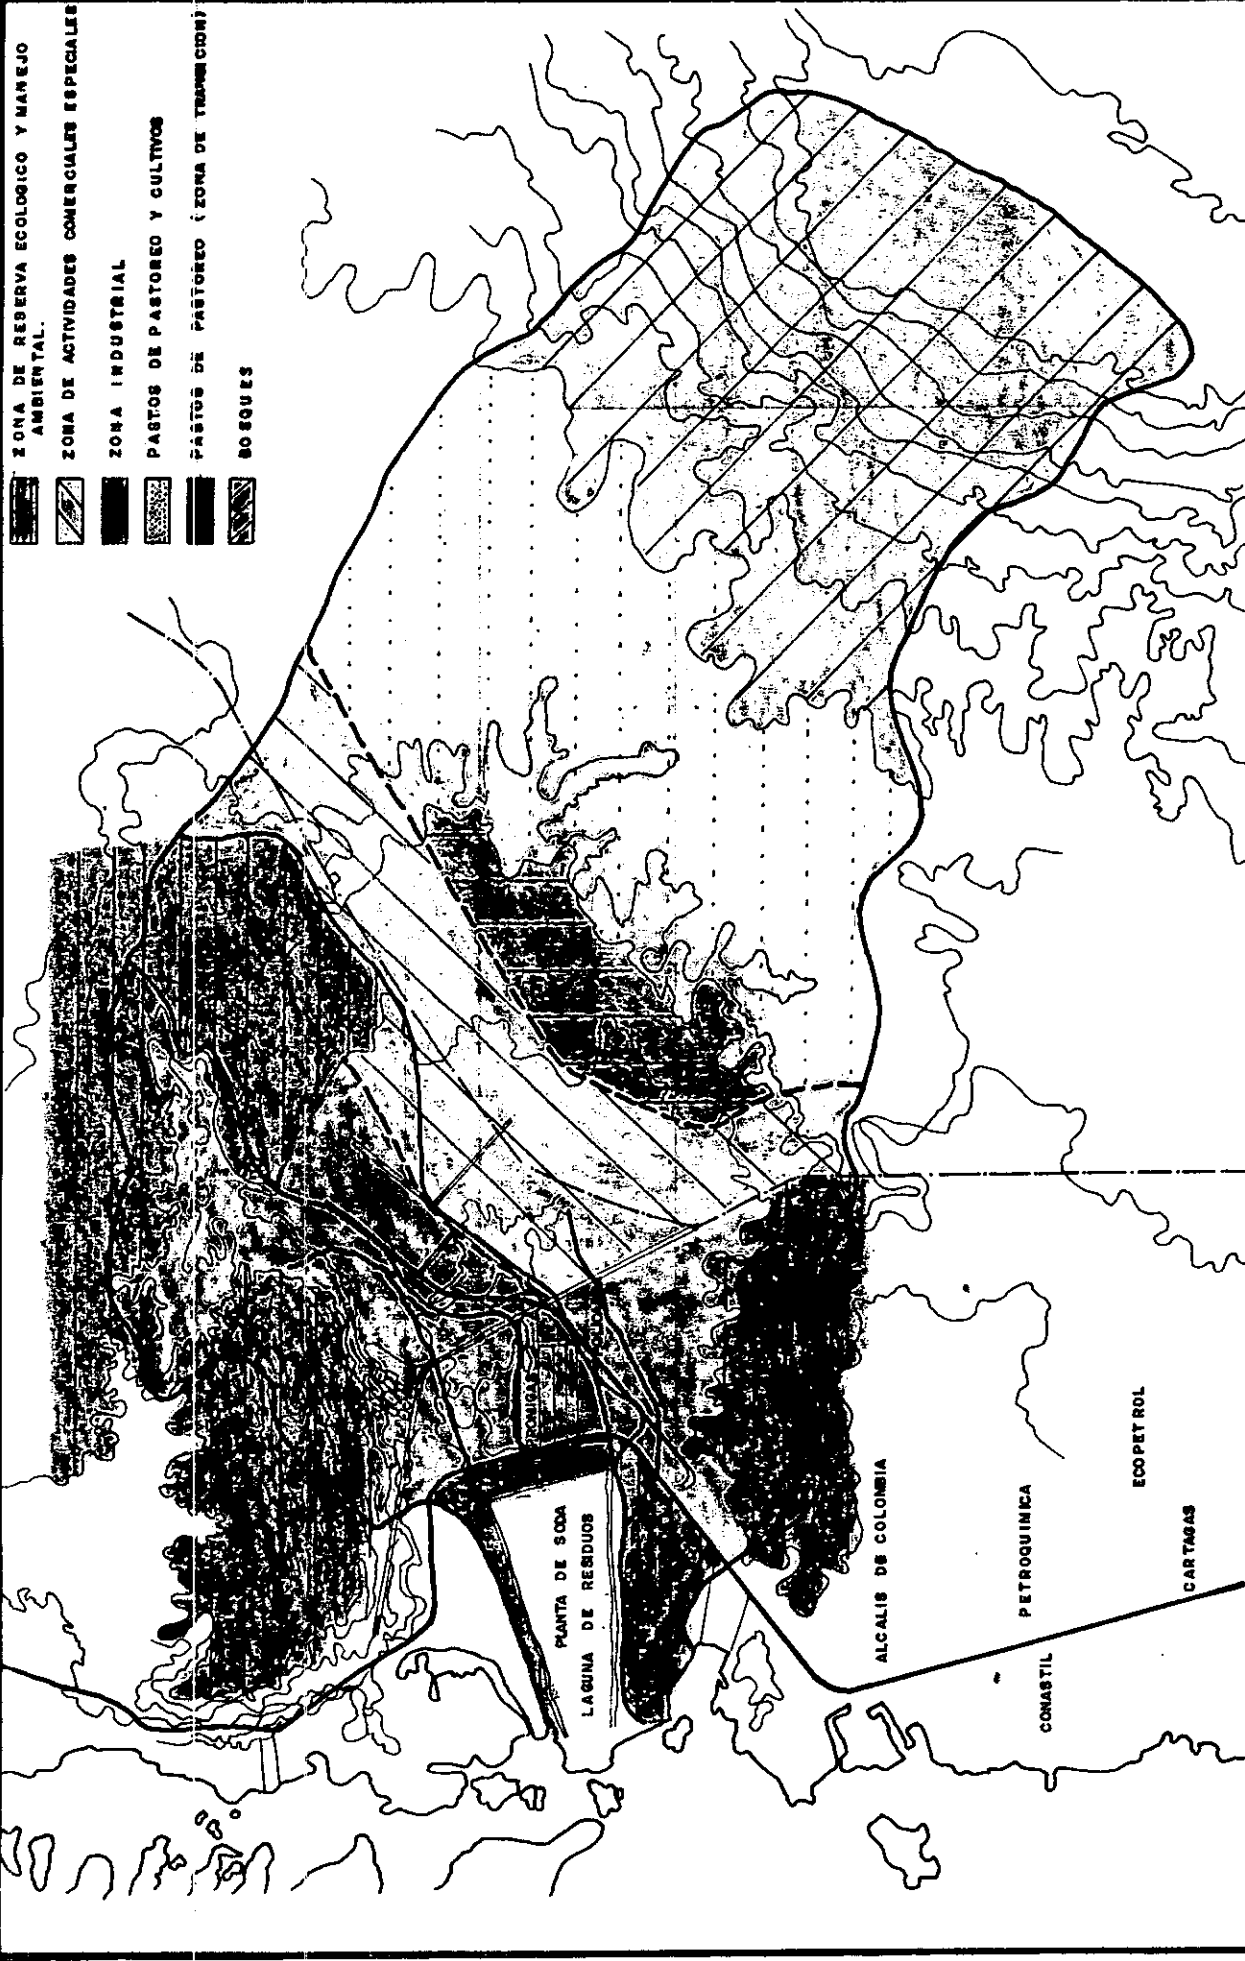 ZONA DE RESERVA ECOLOGICO Y MANEJO
AMBIENTAL.
ZONA DE ACTIVIDADES COMERCIALES ESPECIALES
ZONA INDUSTRIAL
PASTOS DE PASTOREO Y CULTIVOS
PASTOS DE PASTOREO (ZONA DE TRANSICION)
BOSQUES
PLANTA DE SODA
LAGUNA DE RESIDUOS
ALCALIS DE COLOMBIA
PETROQUIMICA
CONASTIL
ECOPETROL
CARTAGAS